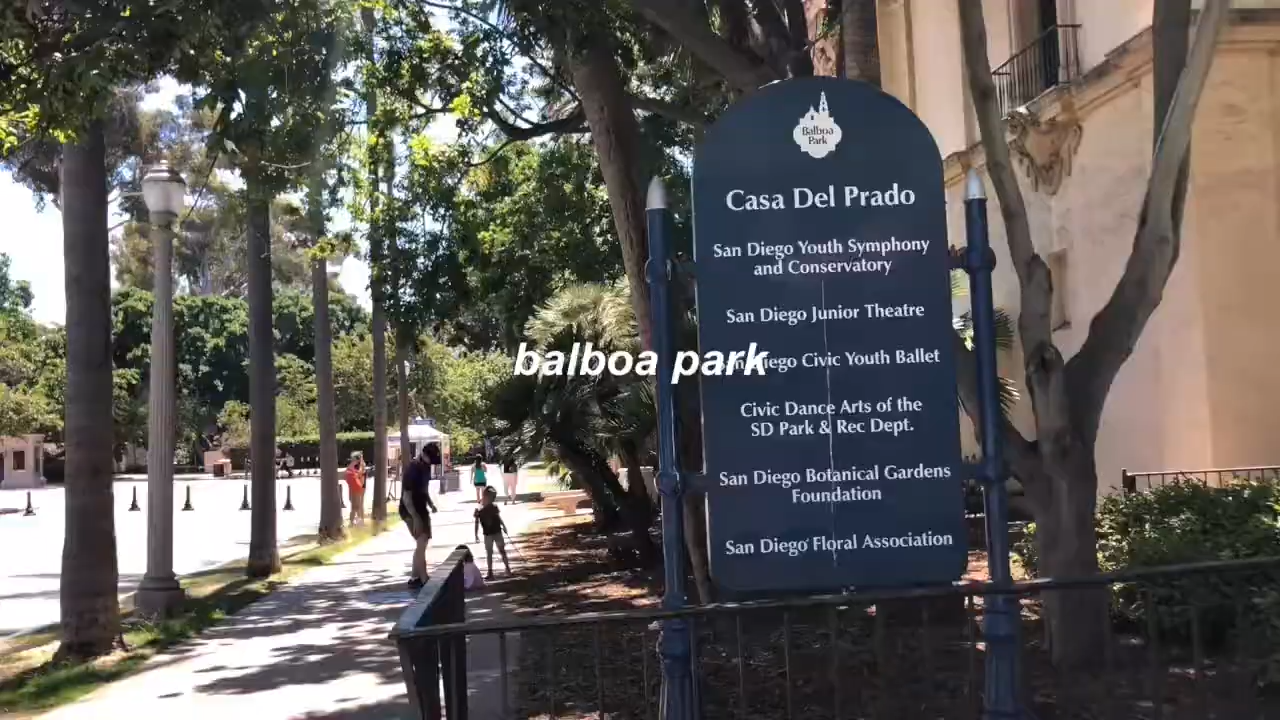 Balboa
Park
Casa Del Prado
San Diego Youth Symphony
and Conservatory
San Diego Junior Theatre
balboa park
San Diego Civic Youth Ballet
Civic Dance Arts of the
SD Park & Rec Dept.
San Diego Botanical Gardens
Foundation
San Diego Floral Association